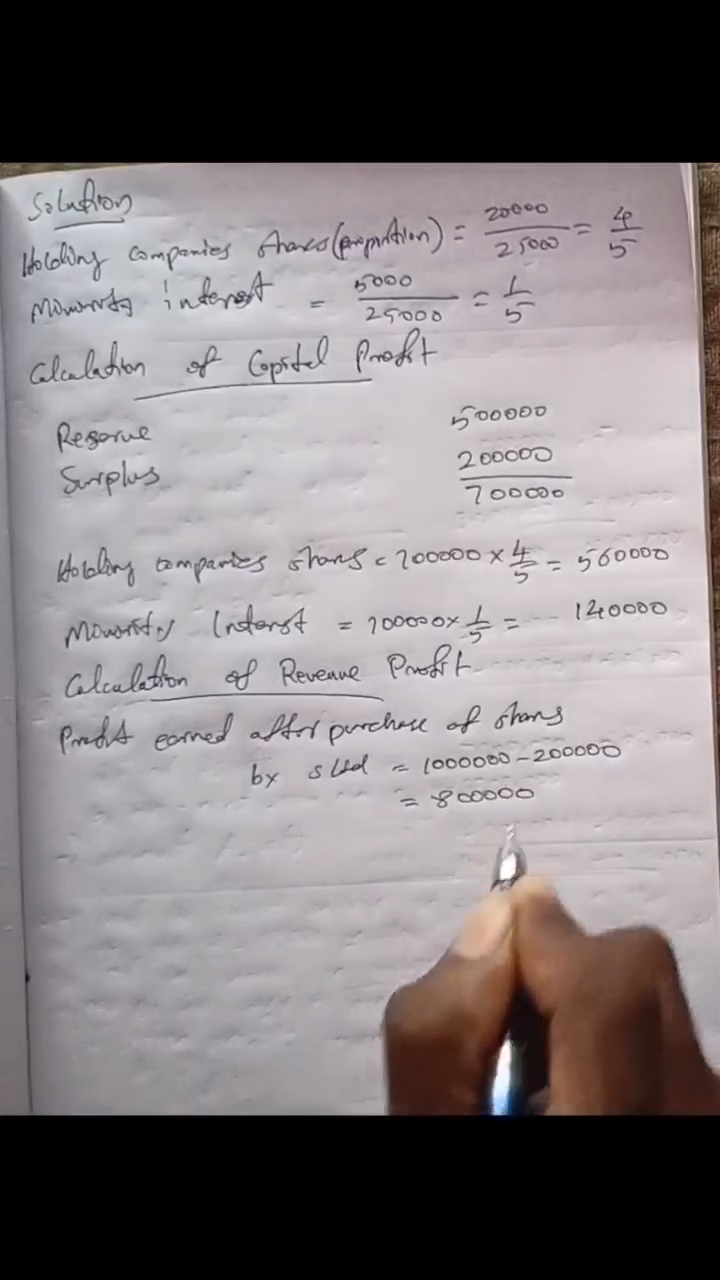 Solution
Holding companies shares (proportion) = 20000/25000 = 4/5
Minority interest = 5000/25000 = 1/5
Calculation of Capital Profit
Reserve 500000
Surplus 200000
700000
Holding companies shares = 700000 × 4/5 = 560000
Minority Interst = 700000 × 1/5 = 140000
Calculation of Revenue Profit
Profit earned after purchase of shares
by S Ltd = 1000000 - 200000
= 800000